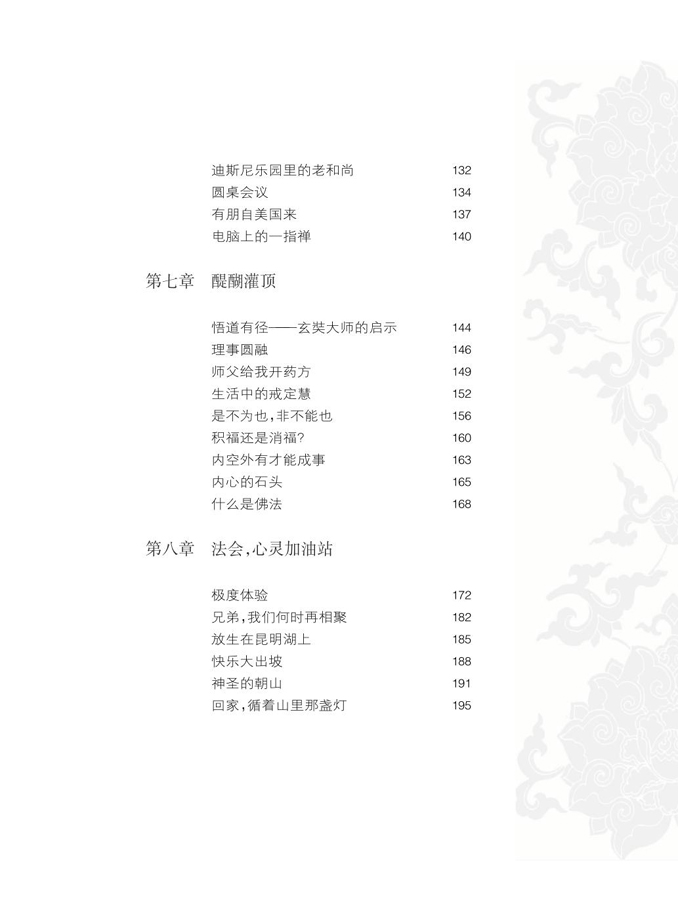 迪斯尼乐园里的老和尚 132
圆桌会议 134
有朋自美国来 137
电脑上的一指禅 140
第七章 醍醐灌顶
悟道有径——玄奘大师的启示 144
理事圆融 146
师父给我开药方 149
生活中的戒定慧 152
是不为也，非不能也 156
积福还是消福？ 160
内空外有才能成事 163
内心的石头 165
什么是佛法 168
第八章 法会，心灵加油站
极度体验 172
兄弟，我们何时再相聚 182
放生在昆明湖上 185
快乐大出坡 188
神圣的朝山 191
回家，循着山里那盏灯 195